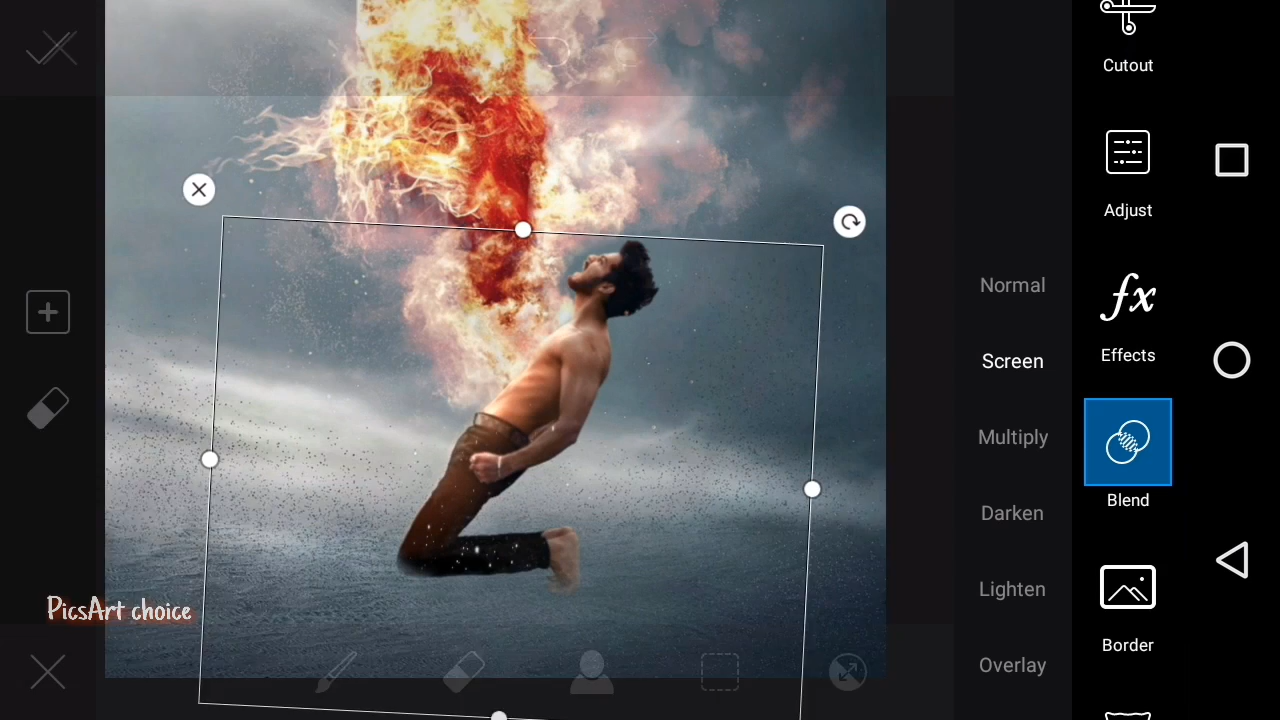 Cutout
Adjust
fx
Effects
Blend
Border
Normal
Screen
Multiply
Darken
Lighten
Overlay
PicsArt choice